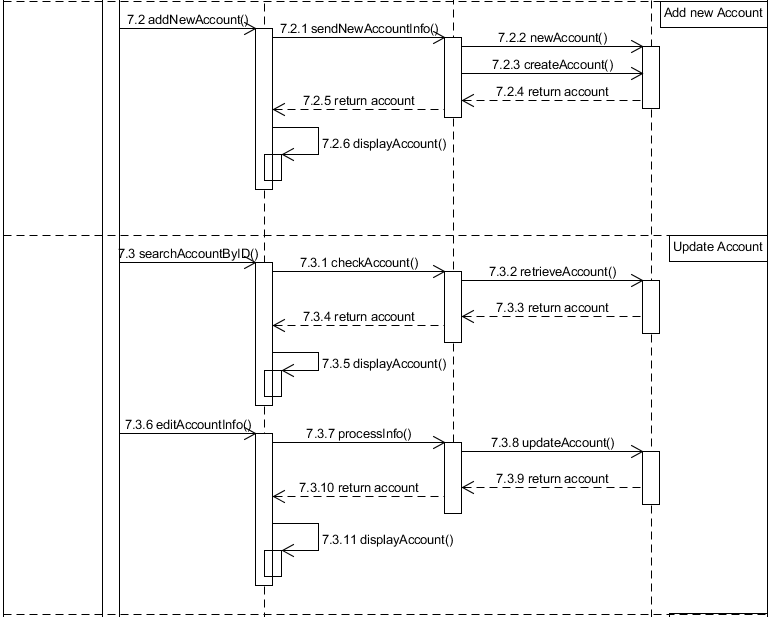 Add new Account
7.2 addNewAccount()
7.2.1 sendNewAccountInfo()
7.2.2 newAccount()
7.2.3 createAccount()
7.2.4 return account
7.2.5 return account
7.2.6 displayAccount()
Update Account
7.3 searchAccountByID()
7.3.1 checkAccount()
7.3.2 retrieveAccount()
7.3.3 return account
7.3.4 return account
7.3.5 displayAccount()
7.3.6 editAccountInfo()
7.3.7 processInfo()
7.3.8 updateAccount()
7.3.9 return account
7.3.10 return account
7.3.11 displayAccount()